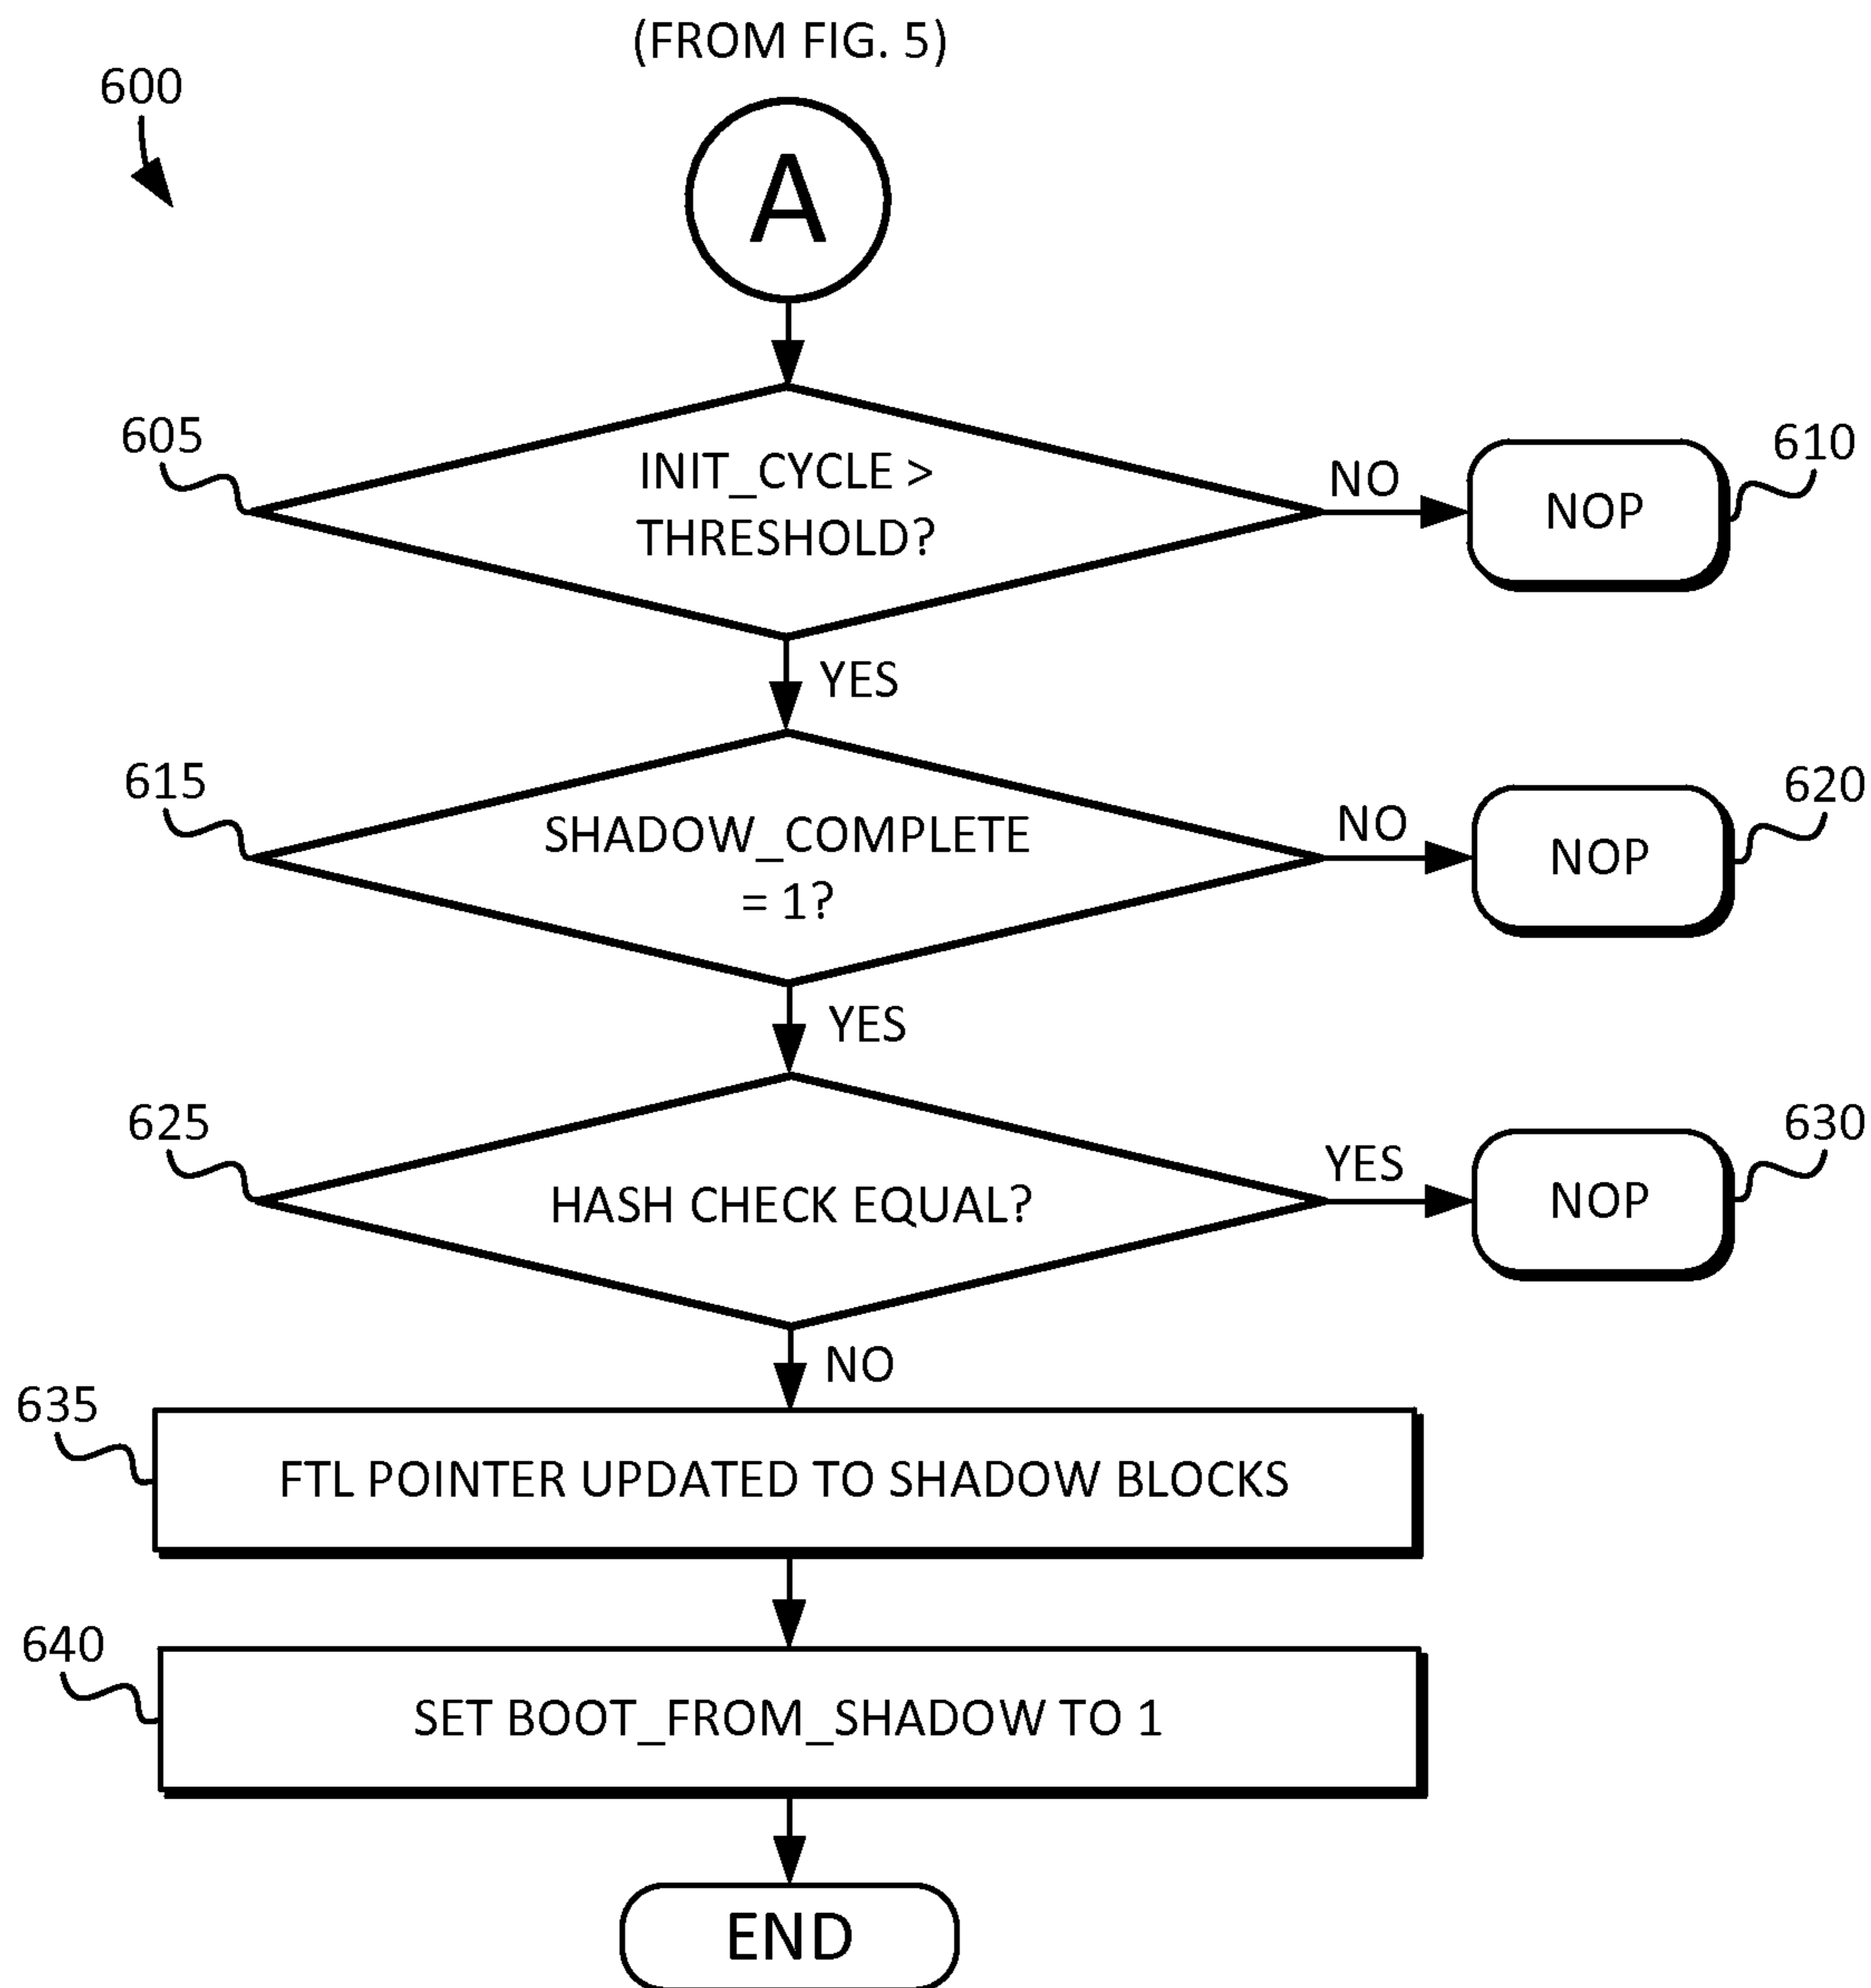 (FROM FIG. 5)
600
A
605
INIT_CYCLE >
THRESHOLD?
NO
NOP
610
YES
615
SHADOW_COMPLETE
= 1?
NO
NOP
620
YES
625
HASH CHECK EQUAL?
YES
NOP
630
NO
635
FTL POINTER UPDATED TO SHADOW BLOCKS
640
SET BOOT_FROM_SHADOW TO 1
END